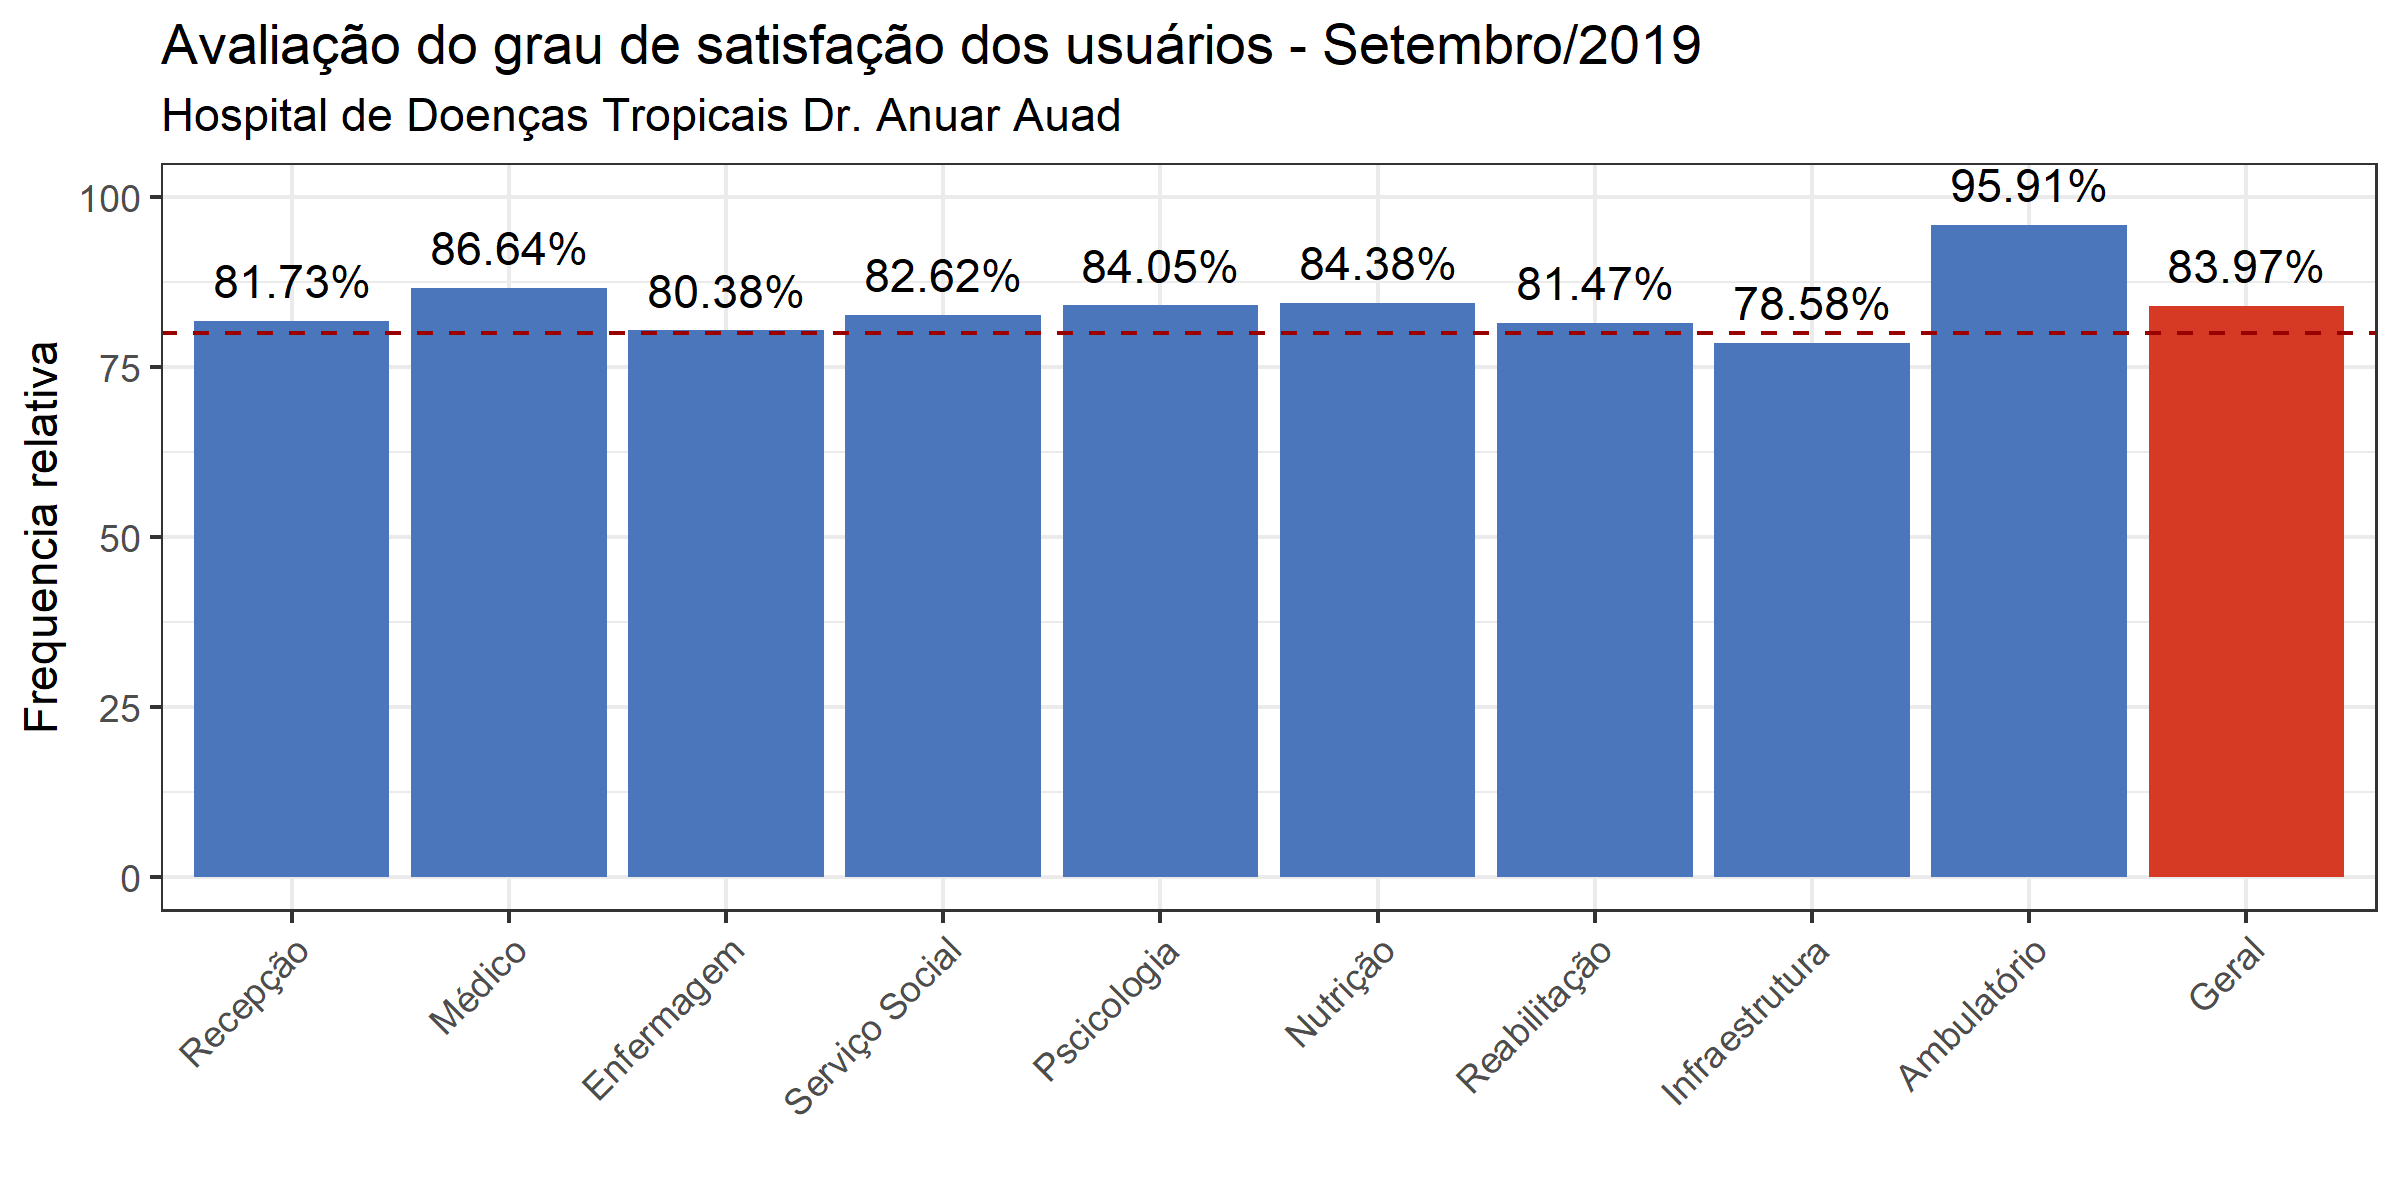 Avaliação do grau de satisfação dos usuários - Setembro/2019
Hospital de Doenças Tropicais Dr. Anuar Auad
Frequencia relativa
100
75
50
25
0
81.73%
86.64%
80.38%
82.62%
84.05%
84.38%
81.47%
78.58%
95.91%
83.97%
Recepção
Médico
Enfermagem
Serviço Social
Pscicologia
Nutrição
Reabilitação
Infraestrutura
Ambulatório
Geral